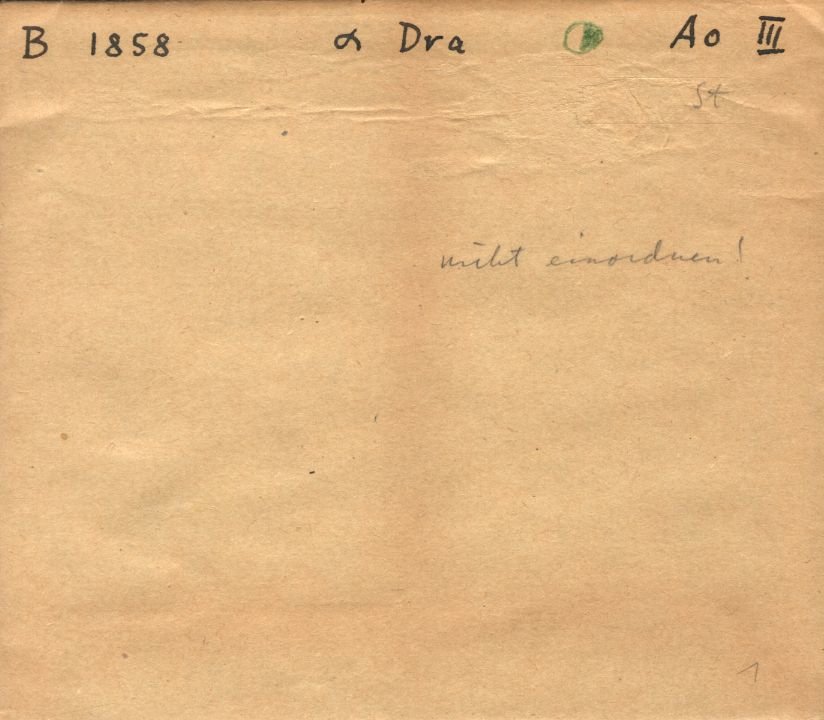 B 1858 α Dra A0 III
St
nicht einordnen!
1